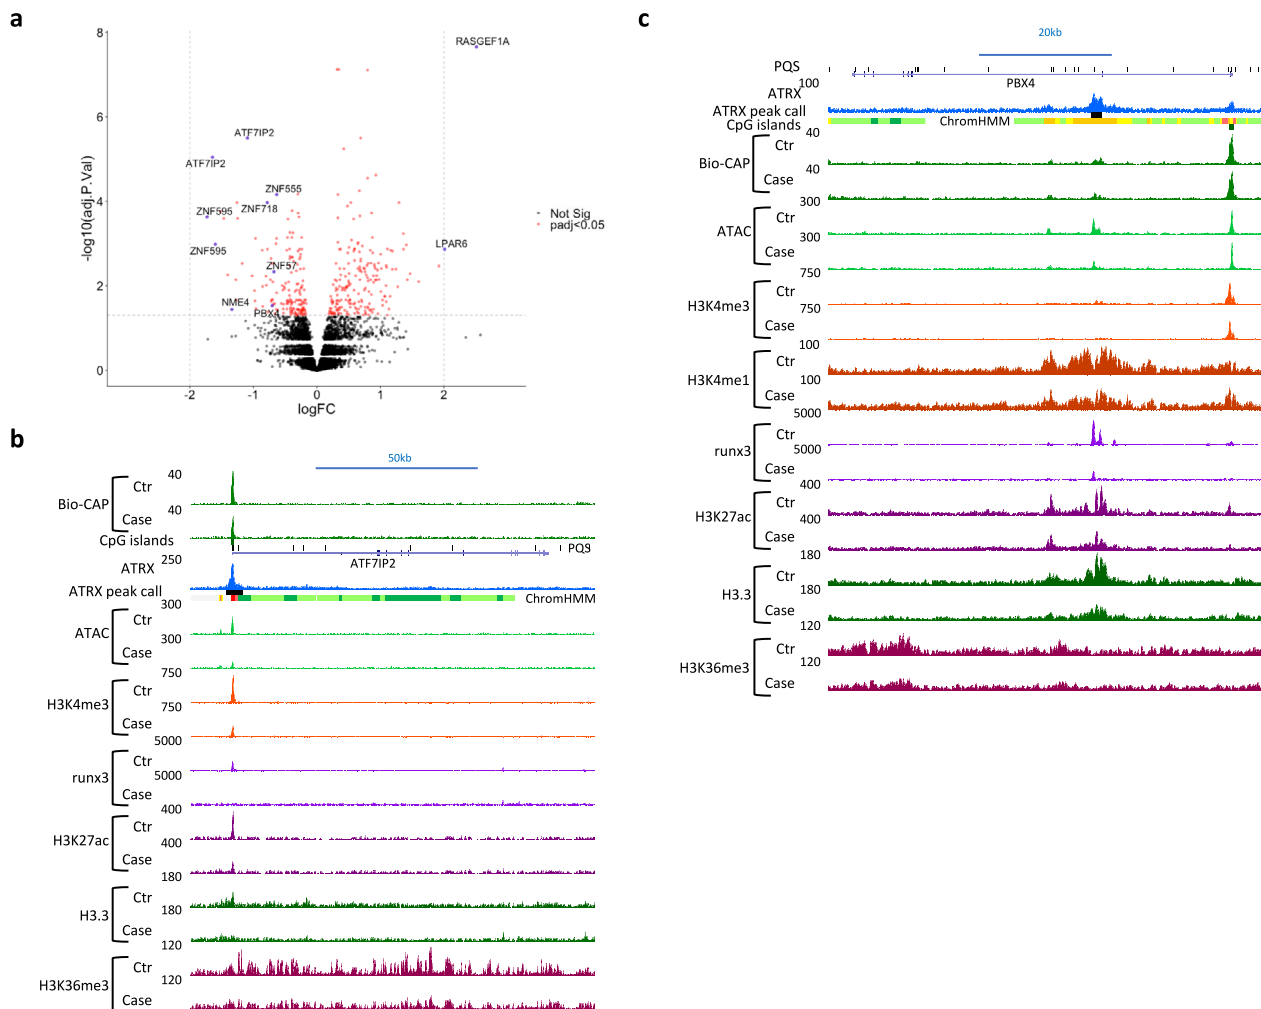 a
8
6
4
2
0
-log10(adj.P.Val)
-2
-1
0
1
2
logFC
RASGEF1A
ATF7IP2
ATF7IP2
ZNF555
ZNF595
ZNF718
ZNF595
LPAR6
ZNF57
NME4
PBX4
Not Sig
padj<0.05
b
50kb
Bio-CAP
Ctr
40
Case
40
CpG islands
PQS
ATF7IP2
250
ATRX
ATRX peak call
ChromHMM
ATAC
Ctr
300
Case
300
H3K4me3
Ctr
750
Case
750
runx3
Ctr
5000
Case
5000
H3K27ac
Ctr
400
Case
400
H3.3
Ctr
180
Case
180
H3K36me3
Ctr
120
Case
120
c
20kb
PQS
PBX4
100
ATRX
ATRX peak call
ChromHMM
CpG islands
Bio-CAP
Ctr
40
Case
40
ATAC
Ctr
300
Case
300
H3K4me3
Ctr
750
Case
750
H3K4me1
Ctr
100
Case
100
runx3
Ctr
5000
Case
5000
H3K27ac
Ctr
400
Case
400
H3.3
Ctr
180
Case
180
H3K36me3
Ctr
120
Case
120